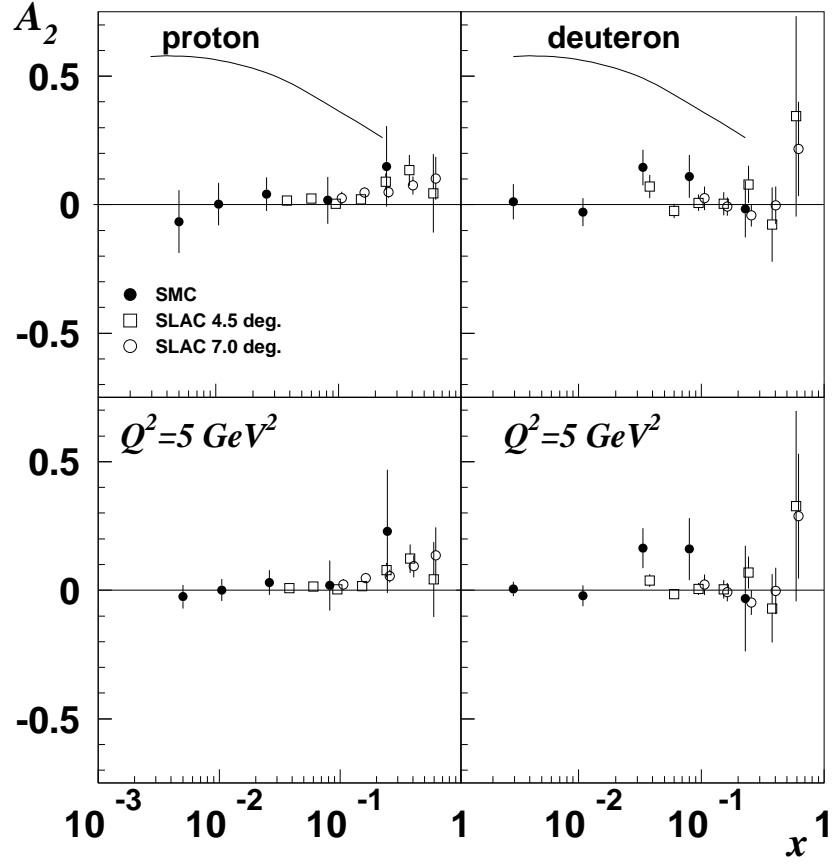 A₂
proton
deuteron
0.5
0
-0.5
SMC
SLAC 4.5 deg.
SLAC 7.0 deg.
Q²=5 GeV²
Q²=5 GeV²
0.5
0
-0.5
10⁻³ 10⁻² 10⁻¹ 1 10⁻² 10⁻¹ 1
x